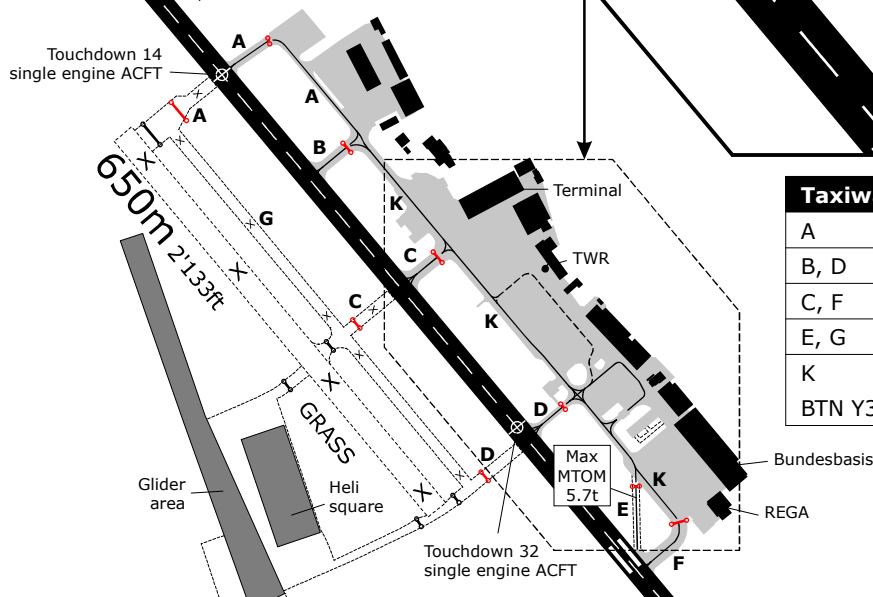 Touchdown 14
single engine ACFT
A
A
A
B
650m 2'133ft
G
K
Terminal
C
TWR
C
K
GRASS
D
D
Max
MTOM
5.7t
K
E
F
Glider
area
Heli
square
Touchdown 32
single engine ACFT
Bundesbasis
REGA
Taxiw
A
B, D
C, F
E, G
K
BTN Y3